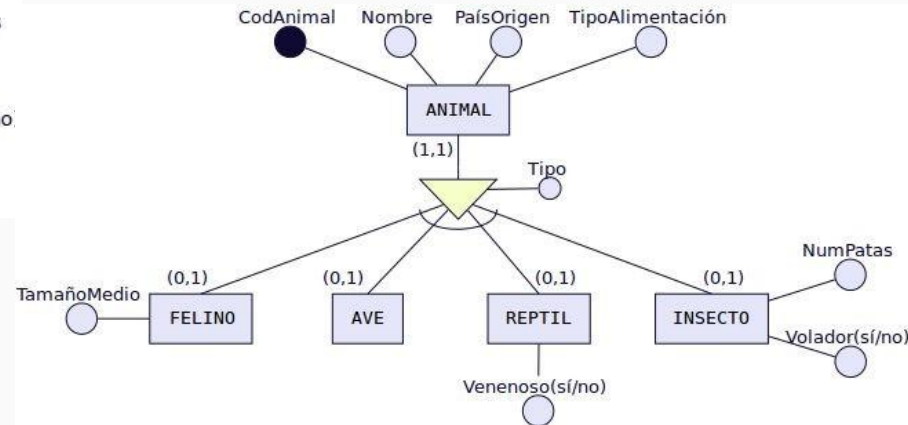 CodAnimal Nombre PaísOrigen TipoAlimentación
ANIMAL
(1,1)
Tipo
(0,1) (0,1) (0,1) (0,1)
NumPatas
TamañoMedio
FELINO AVE REPTIL INSECTO
Volador(sí/no)
Venenoso(sí/no)